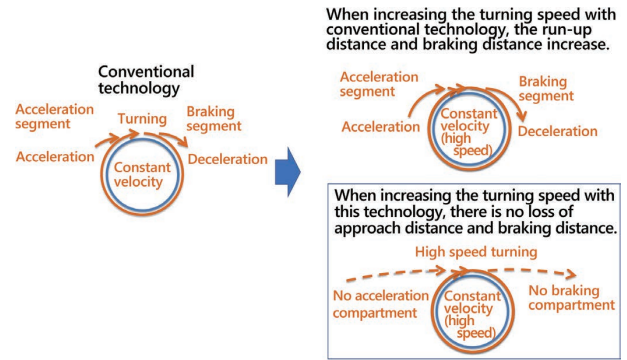 Conventional
technology
Acceleration
segment
Turning
Braking
segment
Acceleration
Deceleration
Constant
velocity
When increasing the turning speed with
conventional technology, the run-up
distance and braking distance increase.
Acceleration
segment
Braking
segment
Acceleration
Constant
velocity
(high
speed)
Deceleration
When increasing the turning speed with
this technology, there is no loss of
approach distance and braking distance.
High speed turning
No acceleration
compartment
Constant
velocity
(high
speed)
No braking
compartment